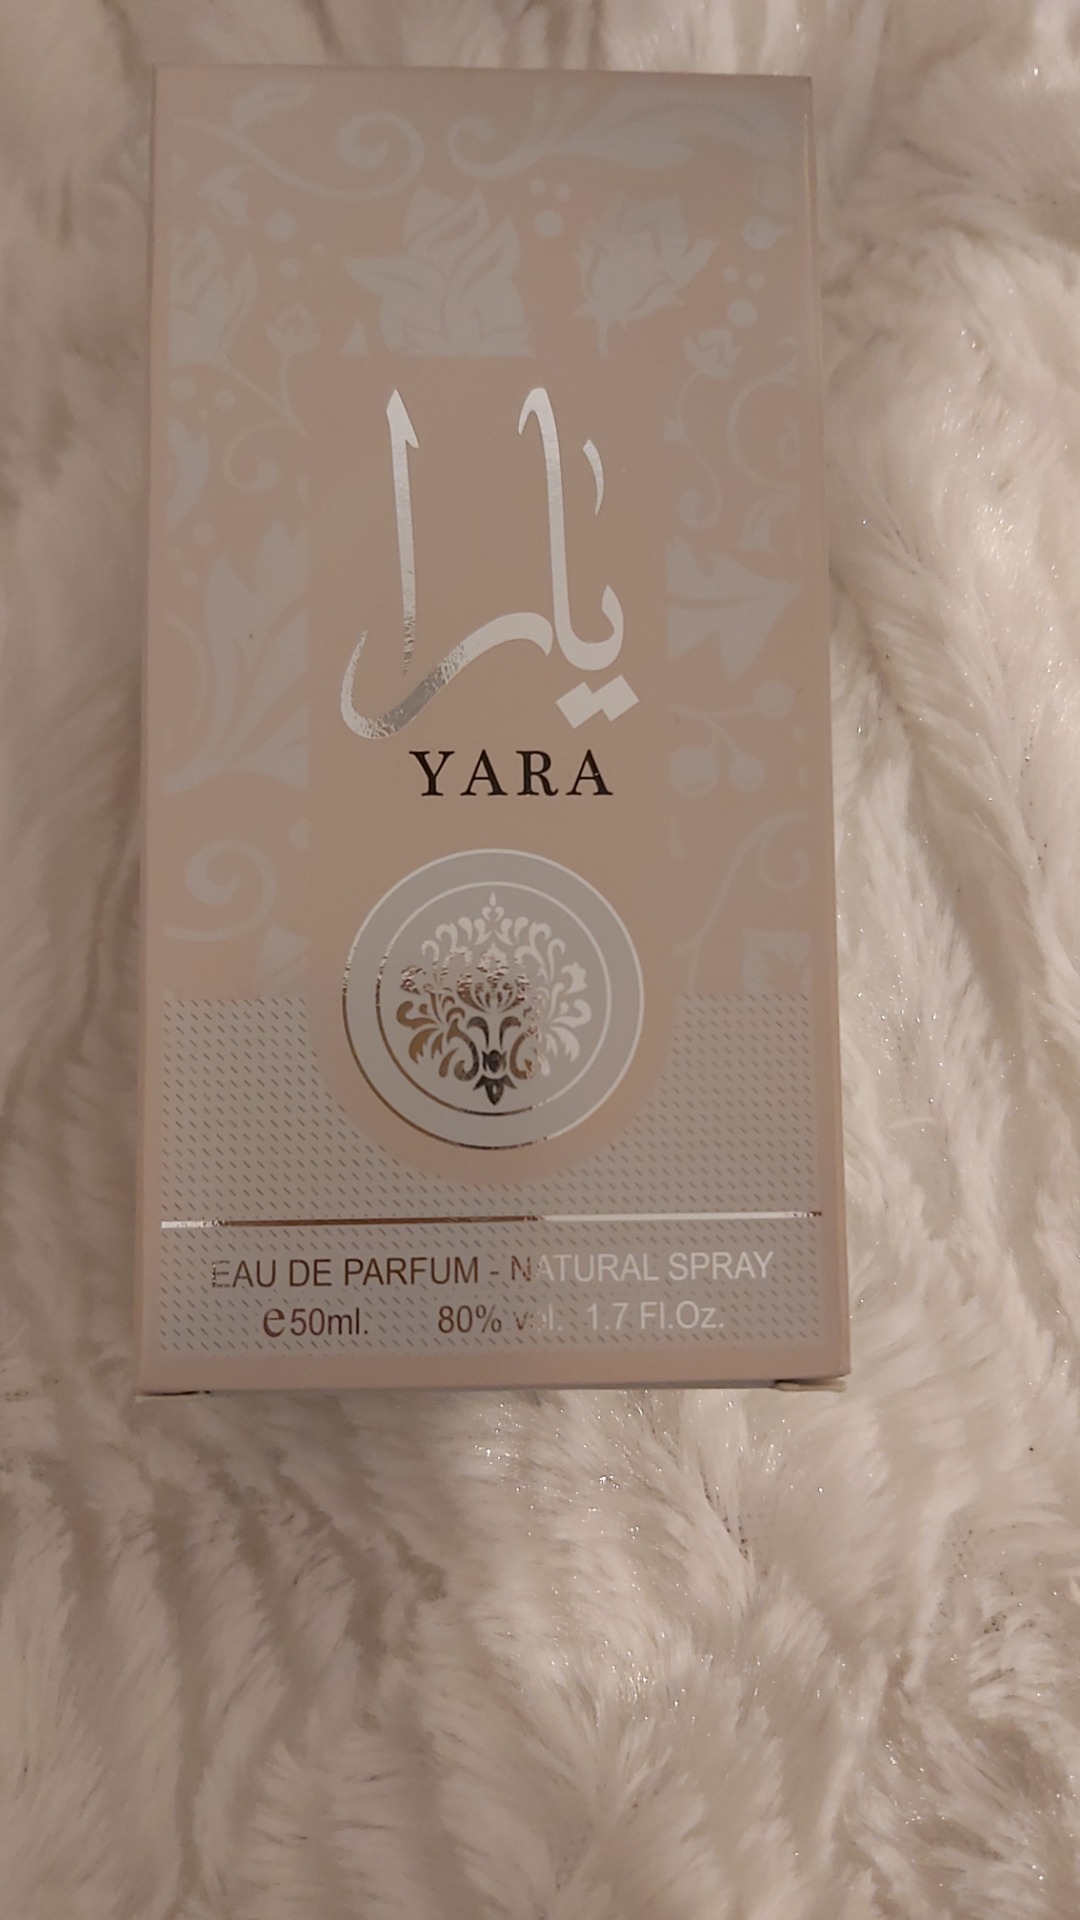 يارا
YARA
EAU DE PARFUM - NATURAL SPRAY
℮50ml. 80% vol. 1.7 Fl.Oz.